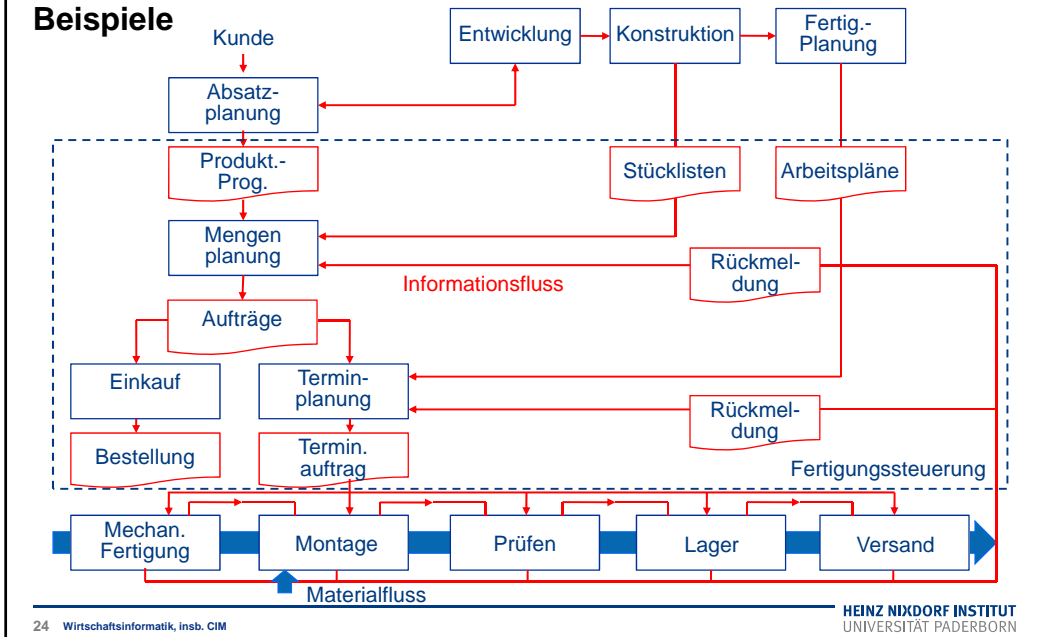 Beispiele
Kunde
Entwicklung
Konstruktion
Fertig.-
Planung
Absatz-
planung
Produkt.-
Prog.
Stücklisten
Arbeitspläne
Mengen
planung
Rückmel-
dung
Informationsfluss
Aufträge
Einkauf
Termin-
planung
Rückmel-
dung
Bestellung
Termin.
auftrag
Fertigungssteuerung
Mechan.
Fertigung
Montage
Prüfen
Lager
Versand
Materialfluss
24 Wirtschaftsinformatik, insb. CIM
HEINZ NIXDORF INSTITUT
UNIVERSITÄT PADERBORN